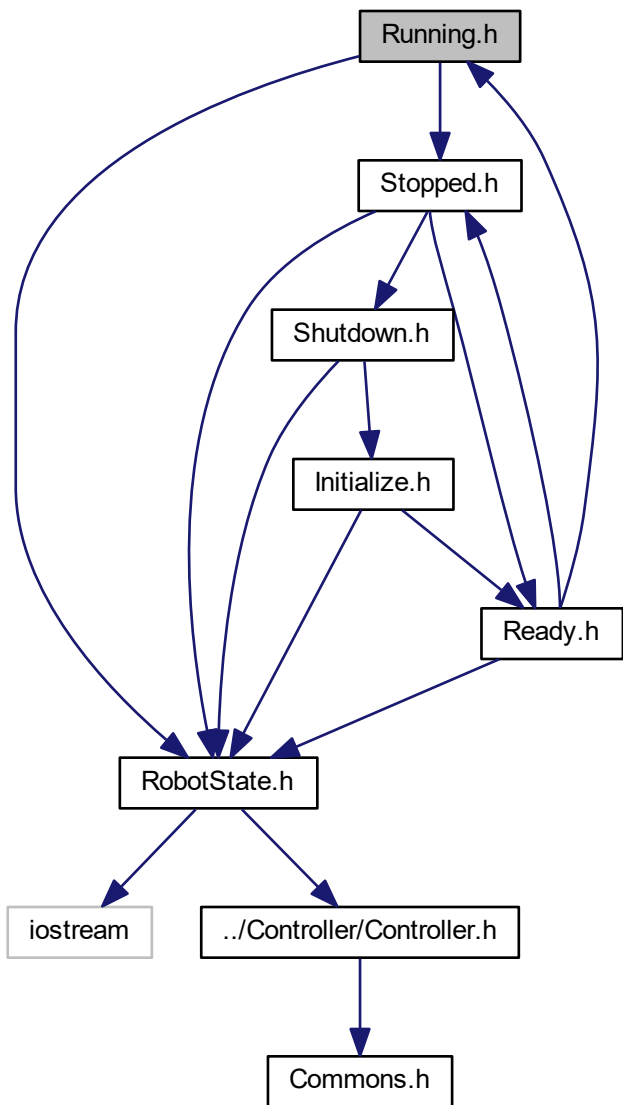 Running.h
Stopped.h
Shutdown.h
Initialize.h
Ready.h
RobotState.h
iostream
../Controller/Controller.h
Commons.h